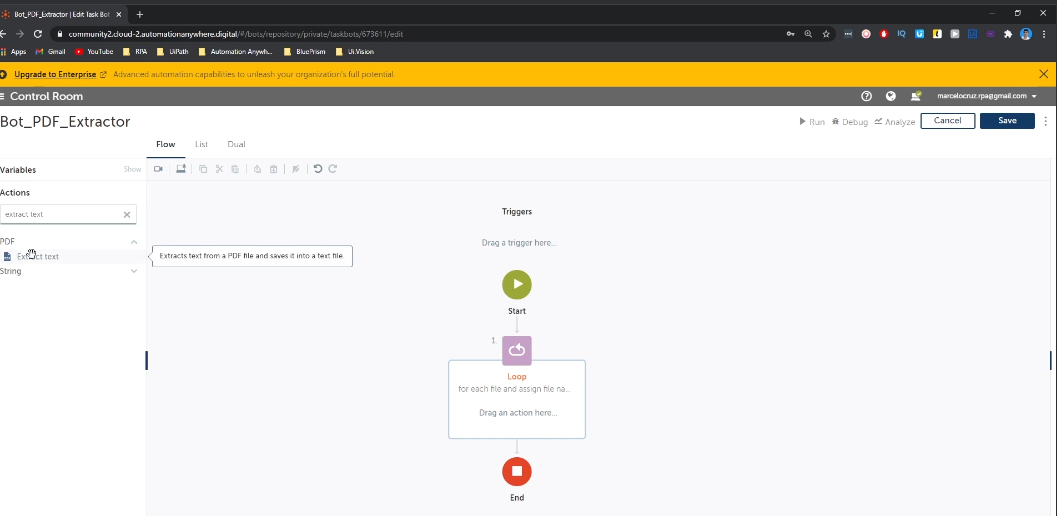 Bot_PDF_Extractor | Edit Task Bot
community2.cloud-2.automationanywhere.digital/#/bots/repository/private/taskbots/673611/edit
Apps Gmail YouTube RPA UiPath Automation Anywh... BluePrism Ui.Vision
Upgrade to Enterprise Advanced automation capabilities to unleash your organization's full potential.
Control Room marcelocruz.rpa@gmail.com
Bot_PDF_Extractor Run Debug Analyze Cancel Save
Flow List Dual
Variables Show
Actions
extract text
PDF
Extract text
String
Extracts text from a PDF file and saves it into a text file.
Triggers
Drag a trigger here...
Start
1.
Loop
for each file and assign file na...
Drag an action here...
End